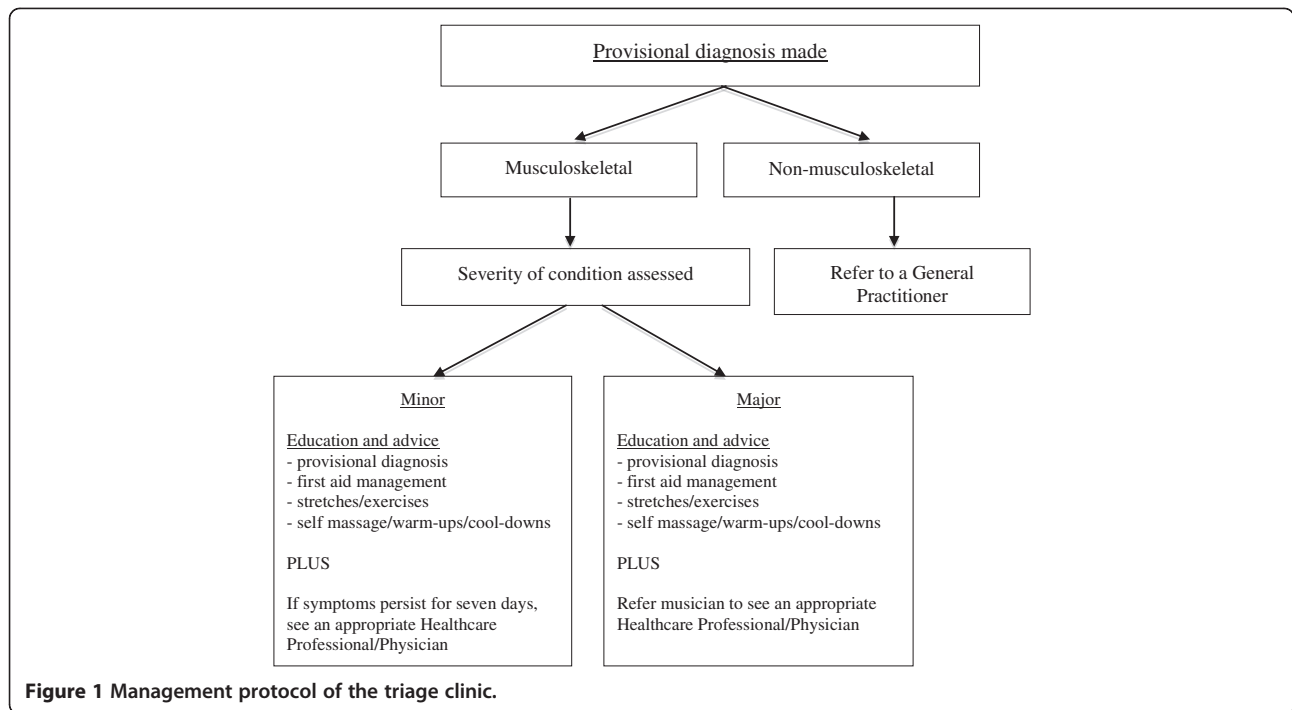 Provisional diagnosis made
Musculoskeletal
Non-musculoskeletal
Severity of condition assessed
Refer to a General
Practitioner
Minor
Education and advice
- provisional diagnosis
- first aid management
- stretches/exercises
- self massage/warm-ups/cool-downs
PLUS
If symptoms persist for seven days,
see an appropriate Healthcare
Professional/Physician
Major
Education and advice
- provisional diagnosis
- first aid management
- stretches/exercises
- self massage/warm-ups/cool-downs
PLUS
Refer musician to see an appropriate
Healthcare Professional/Physician
Figure 1 Management protocol of the triage clinic.